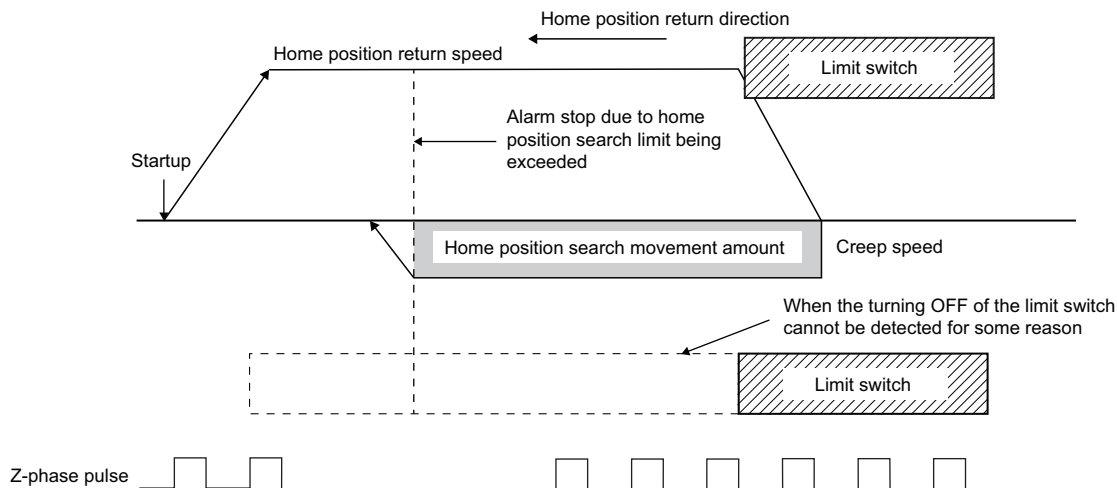 Home position return direction
Home position return speed
Limit switch
Alarm stop due to home
position search limit being
exceeded
Startup
Home position search movement amount
Creep speed
When the turning OFF of the limit switch
cannot be detected for some reason
Limit switch
Z-phase pulse